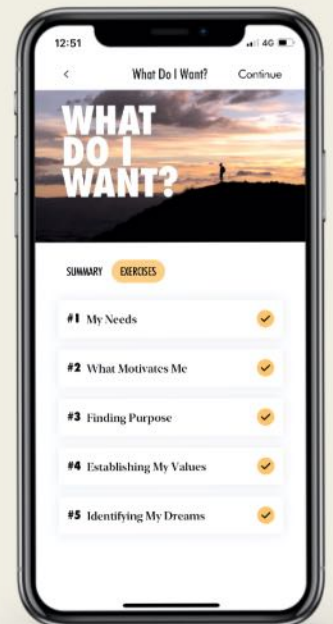 12:51
4G
What Do I Want?
Continue
WHAT
DO I
WANT?
SUMMARY
EXERCISES
#1 My Needs
#2 What Motivates Me
#3 Finding Purpose
#4 Establishing My Values
#5 Identifying My Dreams